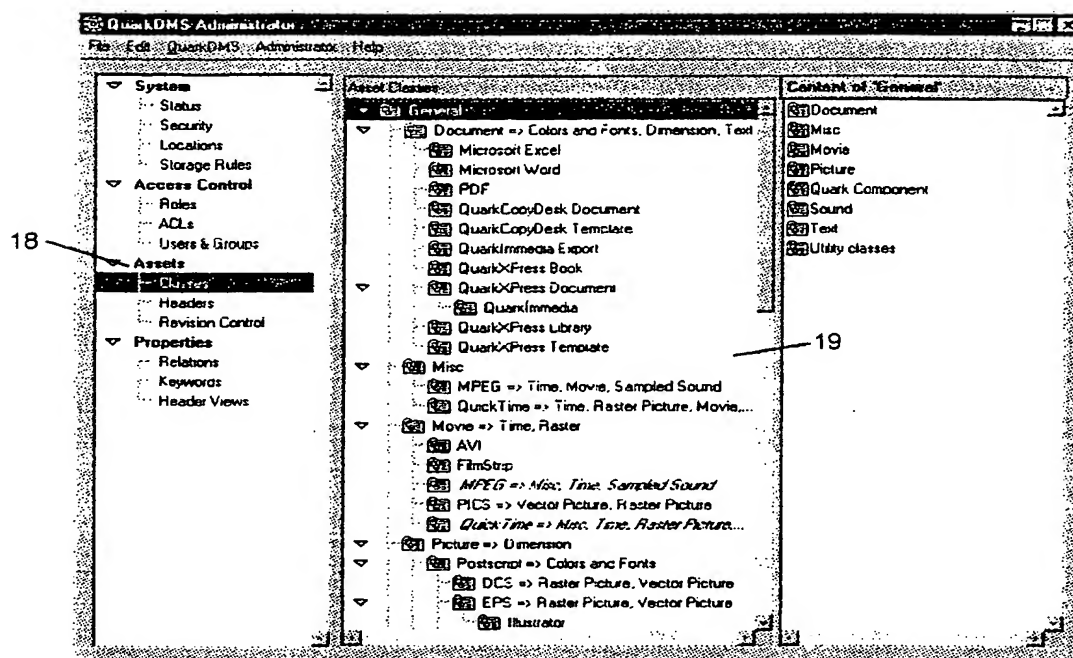 QuarkDMS Administrator
File Edit QuarkDMS Administrator Help
System
Status
Security
Locations
Storage Rules
Access Control
Roles
ACLs
Users & Groups
18
Assets
Classes
Headers
Revision Control
Properties
Relations
Keywords
Header Views
Asset Classes
General
Document => Colors and Fonts, Dimension, Text
Microsoft Excel
Microsoft Word
PDF
QuarkCopyDesk Document
QuarkCopyDesk Template
QuarkImmedia Export
QuarkXPress Book
QuarkXPress Document
QuarkImmedia
QuarkXPress Library
QuarkXPress Template
19
Misc
MPEG => Time, Movie, Sampled Sound
QuickTime => Time, Raster Picture, Movie,...
Movie => Time, Raster
AVI
FilmStrip
MPEG => Misc, Time, Sampled Sound
PICS => Vector Picture, Raster Picture
QuickTime => Misc, Time, Raster Picture,...
Picture => Dimension
Postscript => Colors and Fonts
DCS => Raster Picture, Vector Picture
EPS => Raster Picture, Vector Picture
Illustrator
Content of 'General'
Document
Misc
Movie
Picture
Quark Component
Sound
Text
Utility classes